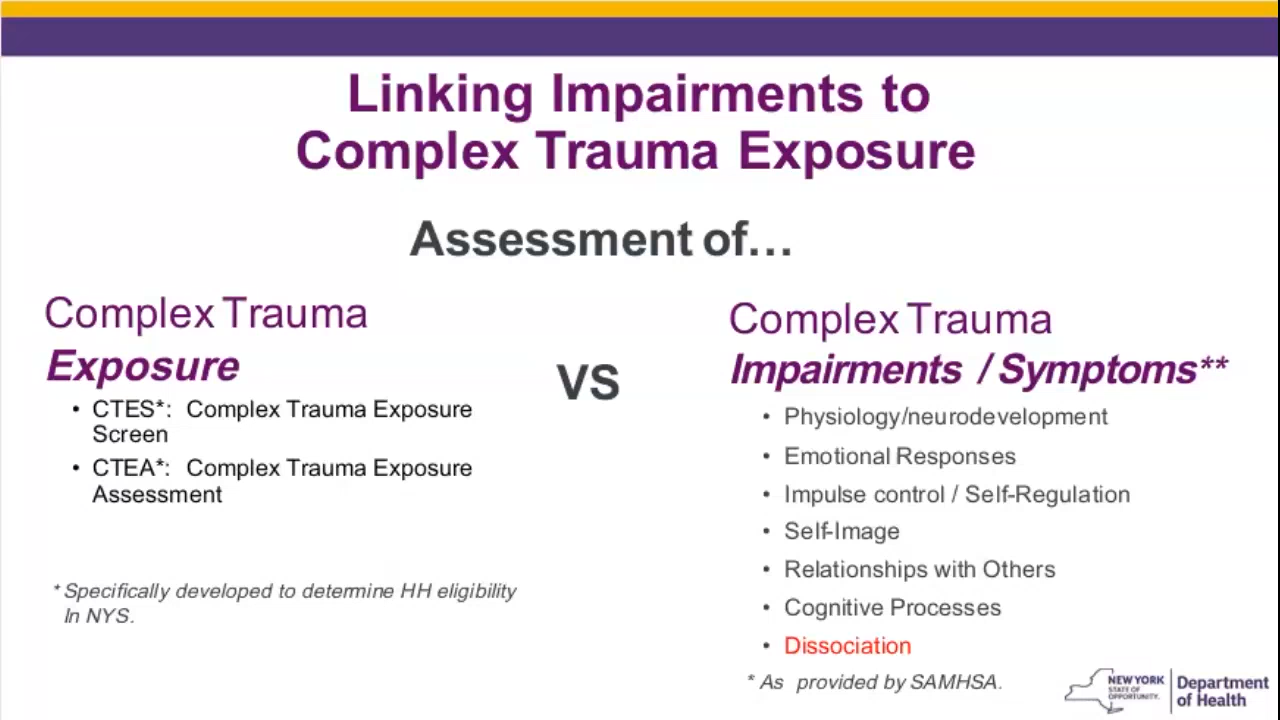 Linking Impairments to
Complex Trauma Exposure
Assessment of…
Complex Trauma
Exposure
• CTES*: Complex Trauma Exposure
Screen
• CTEA*: Complex Trauma Exposure
Assessment
* Specifically developed to determine HH eligibility
In NYS.
VS
Complex Trauma
Impairments / Symptoms**
• Physiology/neurodevelopment
• Emotional Responses
• Impulse control / Self-Regulation
• Self-Image
• Relationships with Others
• Cognitive Processes
• Dissociation
* As provided by SAMHSA.
NEW YORK
STATE OF
OPPORTUNITY.
Department
of Health